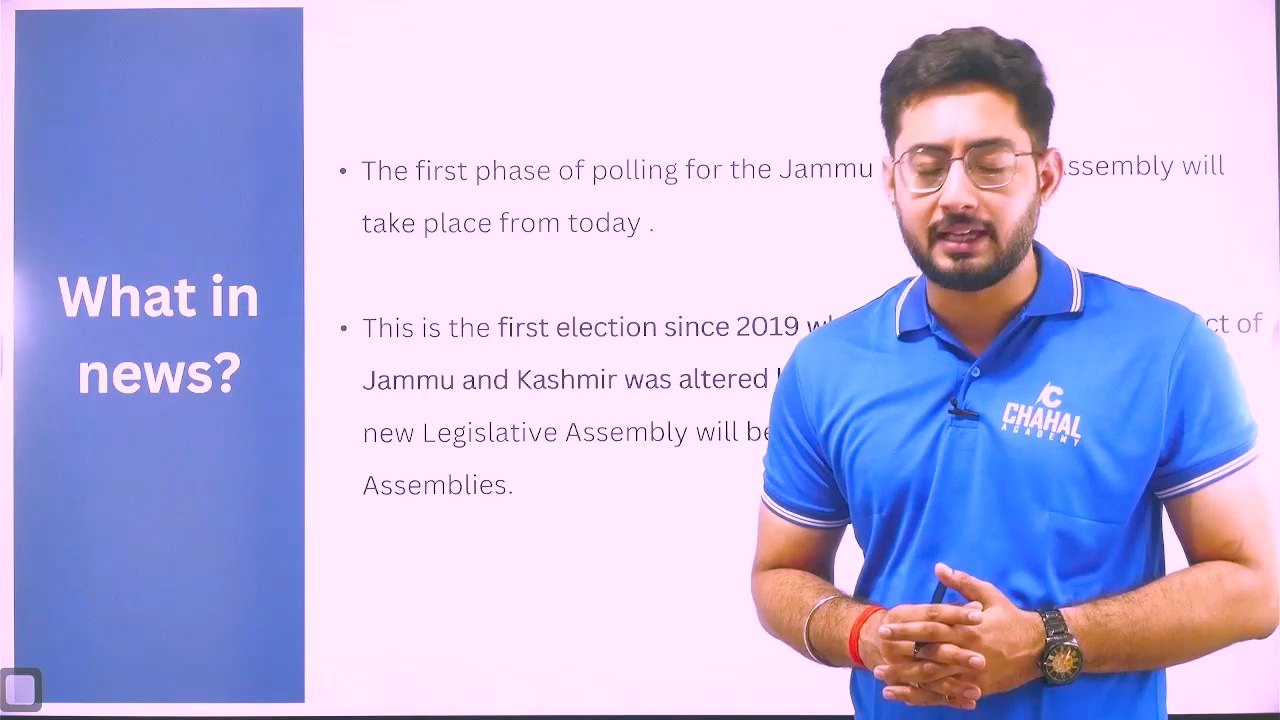 What in
news?
• The first phase of polling for the Jammu Assembly will
take place from today .
• This is the first election since 2019 ct of
Jammu and Kashmir was altered
new Legislative Assembly will be
Assemblies.
CHAHAL
ACADEMY